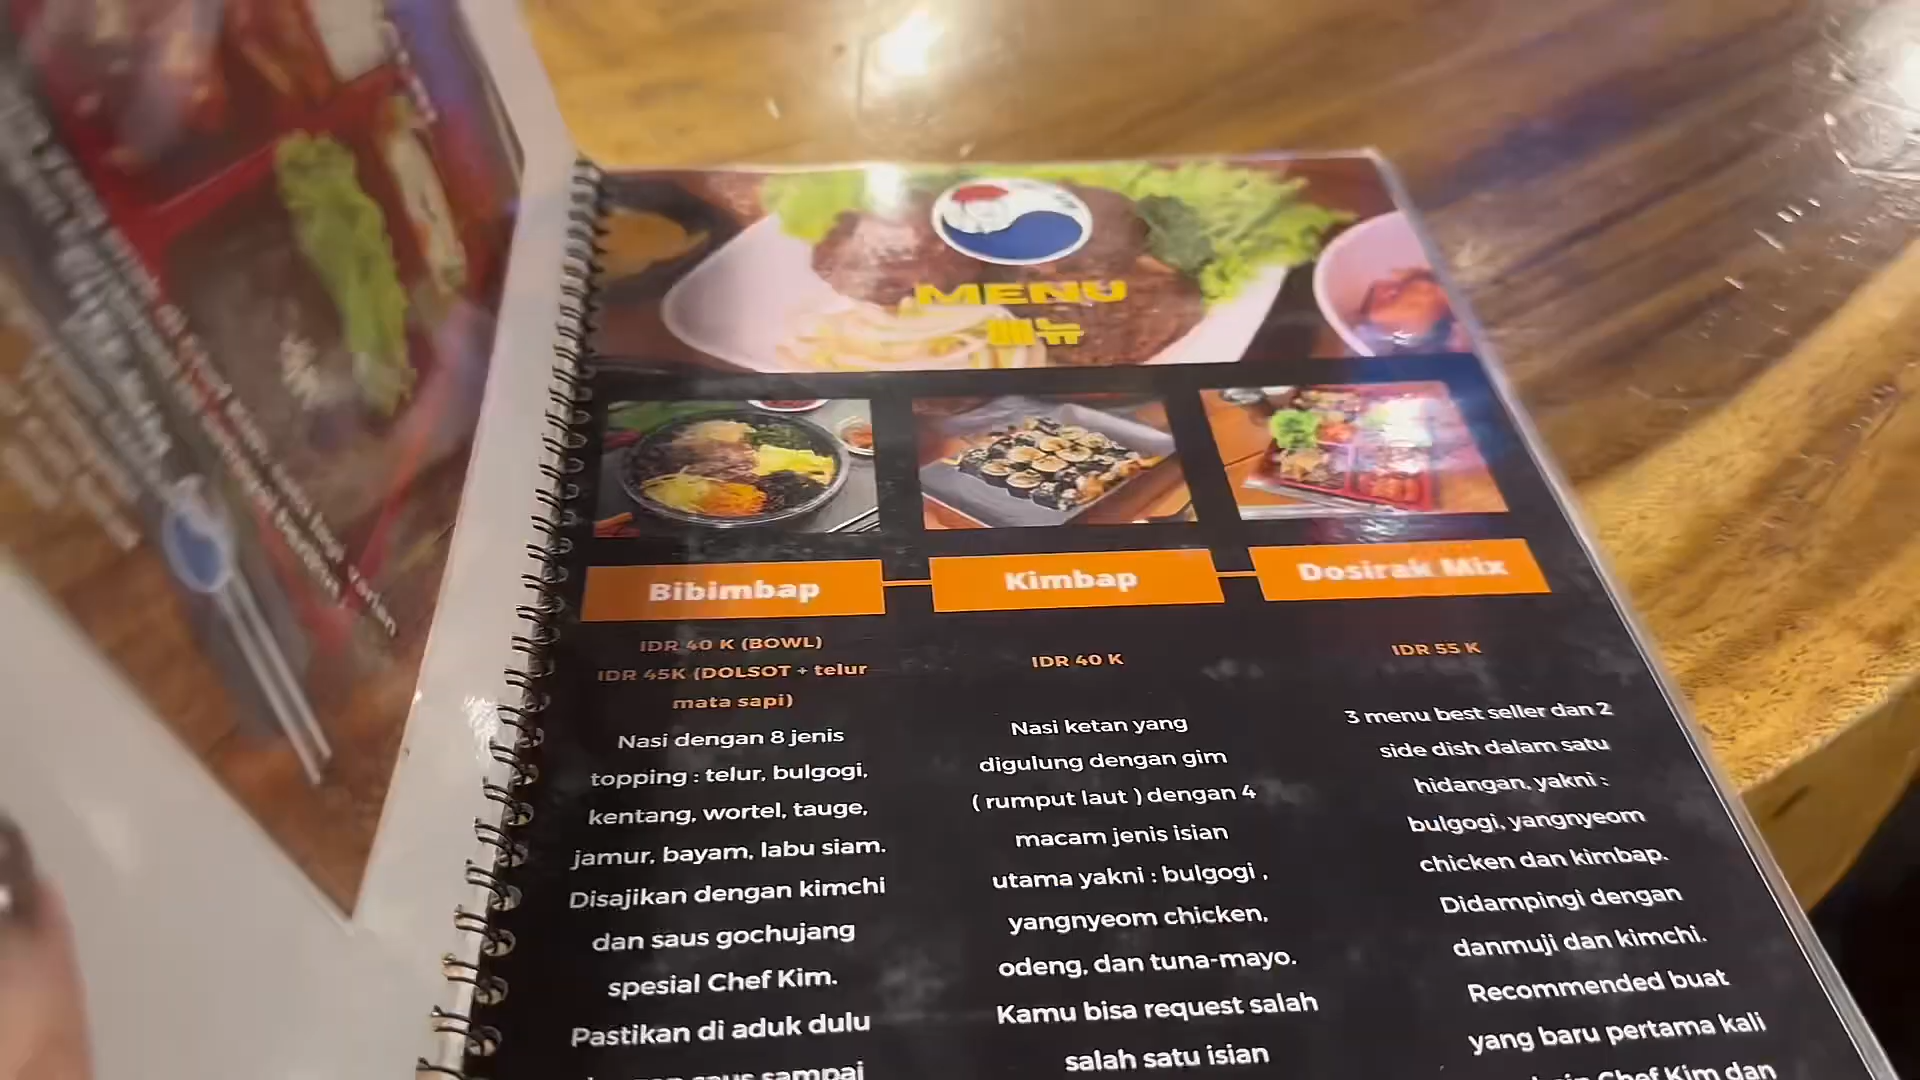 MENU
메뉴
Bibimbap
IDR 40 K (BOWL)
IDR 45K (DOLSOT + telur
mata sapi)
Nasi dengan 8 jenis
topping : telur, bulgogi,
kentang, wortel, tauge,
jamur, bayam, labu siam.
Disajikan dengan kimchi
dan saus gochujang
spesial Chef Kim.
Pastikan di aduk dulu
saus sampai
Kimbap
IDR 40 K
Nasi ketan yang
digulung dengan gim
( rumput laut ) dengan 4
macam jenis isian
utama yakni : bulgogi ,
yangnyeom chicken,
odeng, dan tuna-mayo.
Kamu bisa request salah
salah satu isian
Dosirak Mix
IDR 55 K
3 menu best seller dan 2
side dish dalam satu
hidangan, yakni :
bulgogi, yangnyeom
chicken dan kimbap.
Didampingi dengan
danmuji dan kimchi.
Recommended buat
yang baru pertama kali
Chef Kim dan